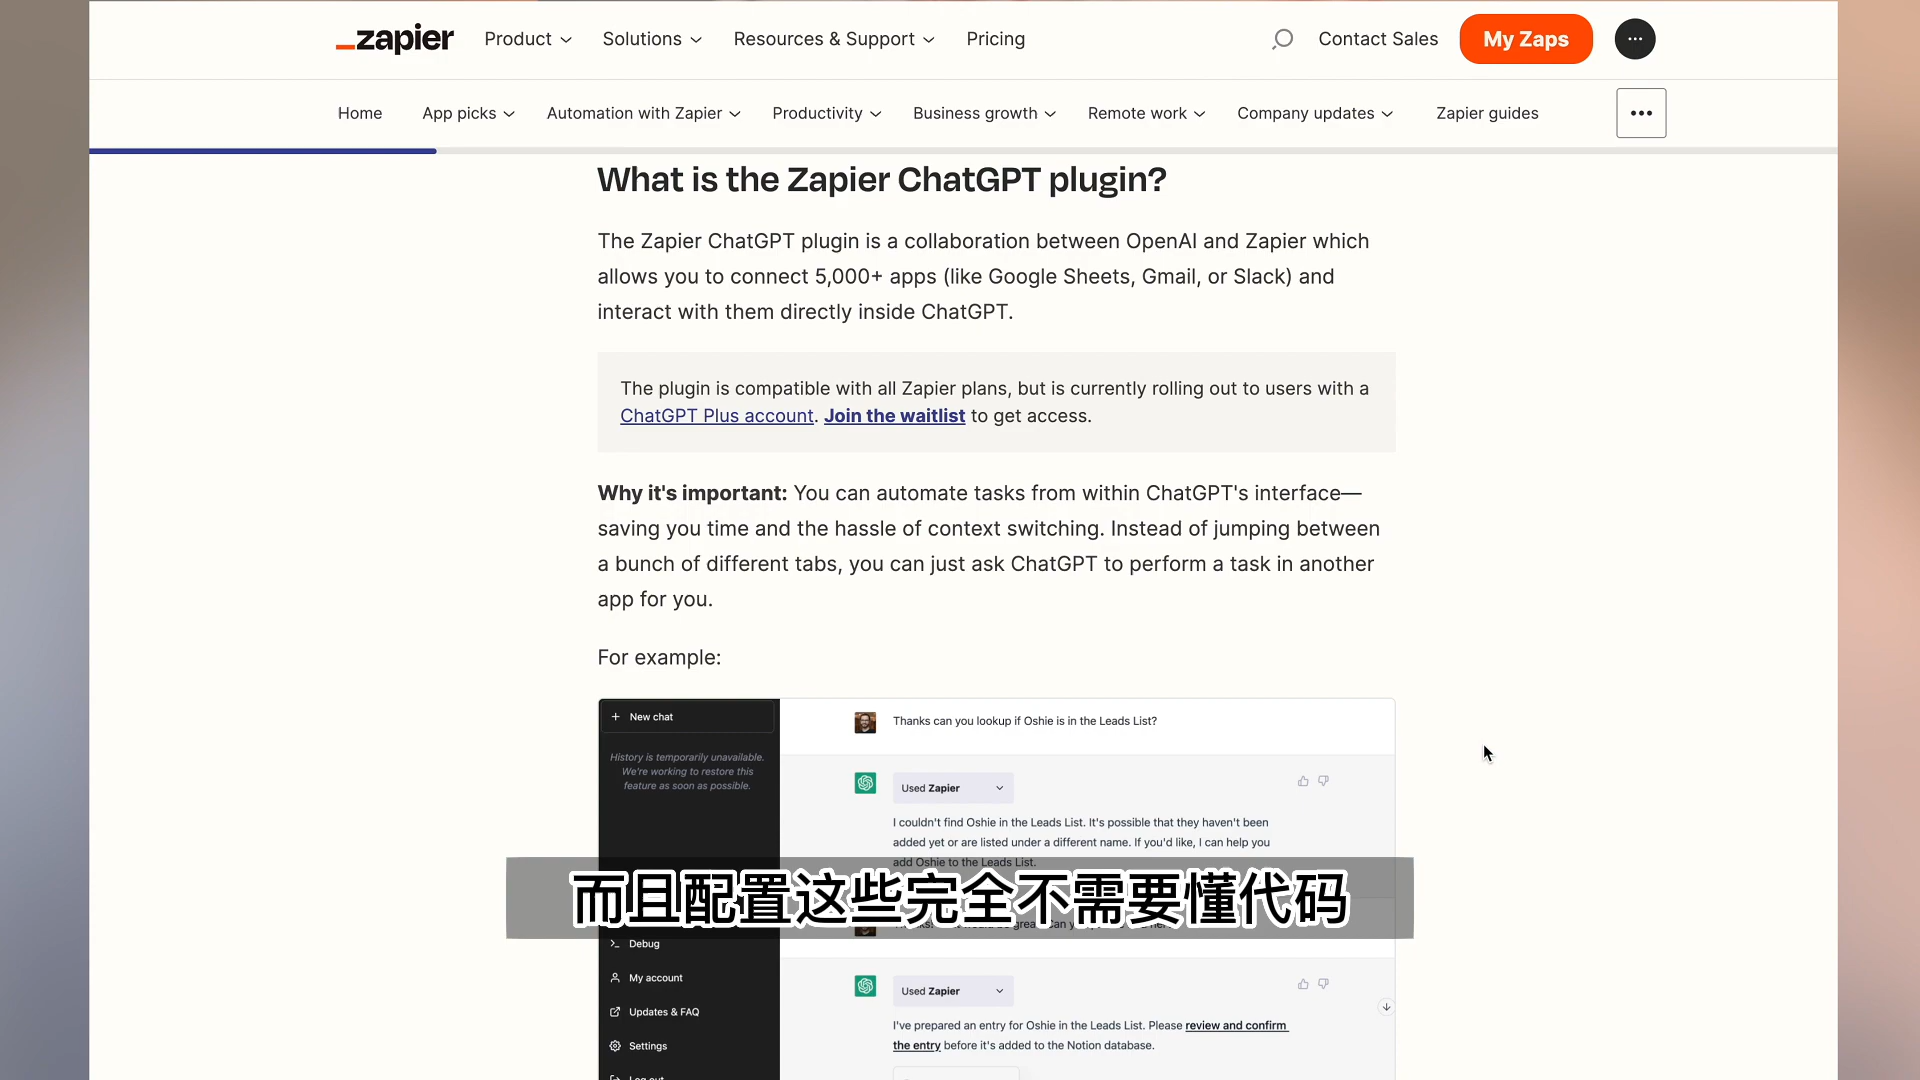 zapier
Product
Solutions
Resources & Support
Pricing
Contact Sales
My Zaps
Home
App picks
Automation with Zapier
Productivity
Business growth
Remote work
Company updates
Zapier guides
What is the Zapier ChatGPT plugin?
The Zapier ChatGPT plugin is a collaboration between OpenAI and Zapier which
allows you to connect 5,000+ apps (like Google Sheets, Gmail, or Slack) and
interact with them directly inside ChatGPT.
The plugin is compatible with all Zapier plans, but is currently rolling out to users with a
ChatGPT Plus account. Join the waitlist to get access.
Why it's important: You can automate tasks from within ChatGPT's interface—
saving you time and the hassle of context switching. Instead of jumping between
a bunch of different tabs, you can just ask ChatGPT to perform a task in another
app for you.
For example:
New chat
History is temporarily unavailable.
We're working to restore this
feature as soon as possible.
Thanks can you lookup if Oshie is in the Leads List?
Used Zapier
I couldn't find Oshie in the Leads List. It's possible that they haven't been
added yet or are listed under a different name. If you'd like, I can help you
add Oshie to the Leads List.
而且配置这些完全不需要懂代码
Debug
My account
Updates & FAQ
Settings
Log out
Used Zapier
I've prepared an entry for Oshie in the Leads List. Please review and confirm
the entry before it's added to the Notion database.